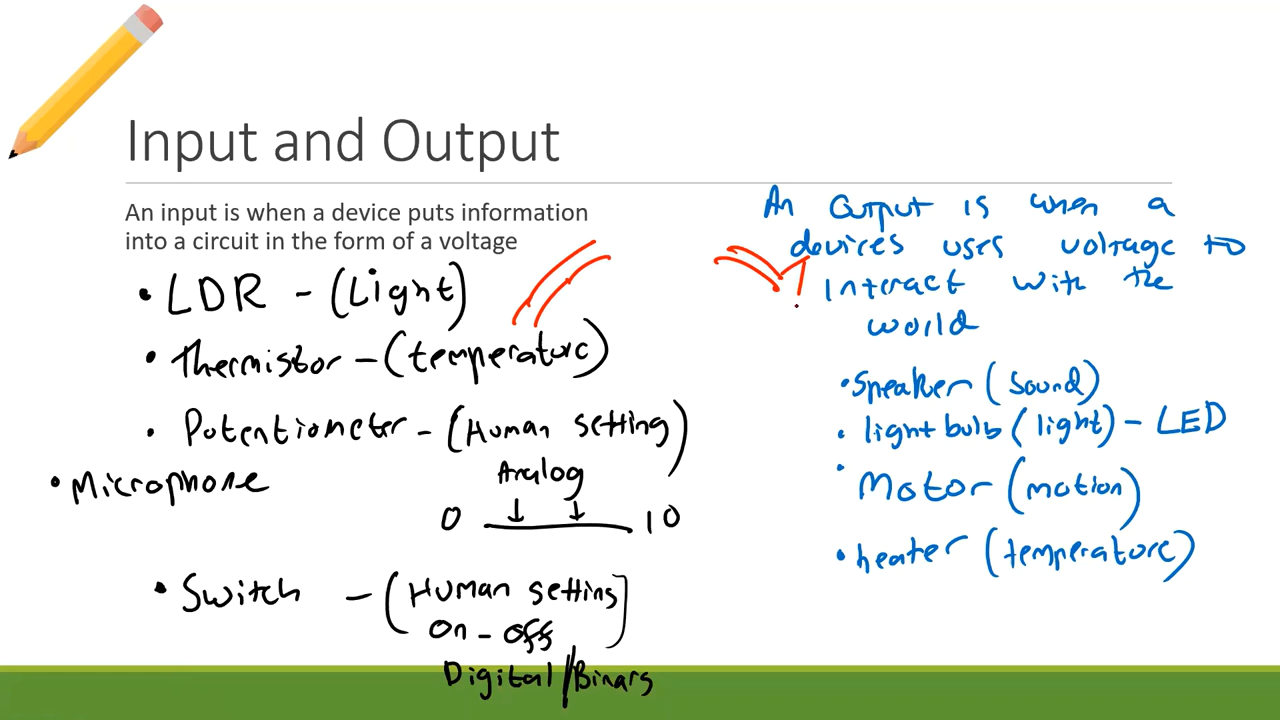 Input and Output
An input is when a device puts information
into a circuit in the form of a voltage
• LDR - (Light)
• Thermistor - (temperature)
• Potentiometer - (Human setting)
Analog
0 10
• Microphone
• Switch - (Human setting
On - Off)
Digital/Binary
An output is when a
devices uses voltage to
interact with the
world
• Speaker (Sound)
• lightbulb (light) - LED
• Motor (motion)
• heater (temperature)